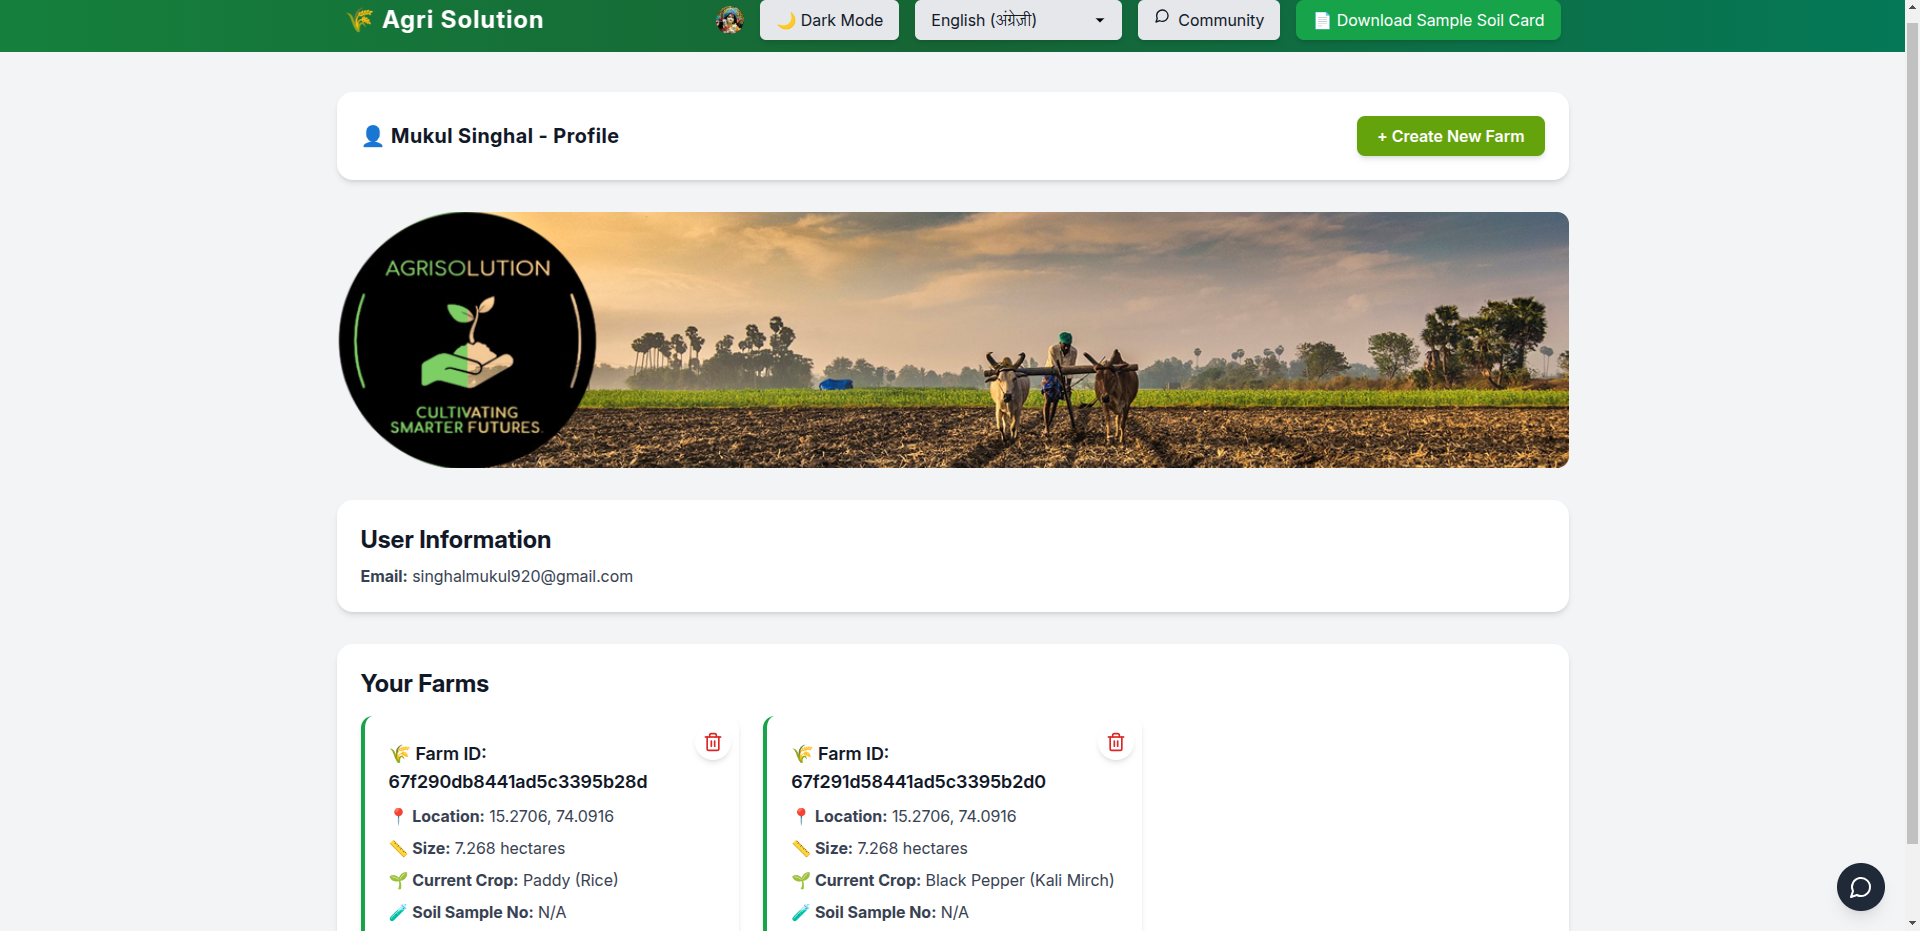 🌾 Agri Solution
🌙 Dark Mode
English (अंग्रेज़ी)
Community
📄 Download Sample Soil Card
👤 Mukul Singhal - Profile
+ Create New Farm
AGRISOLUTION
CULTIVATING
SMARTER FUTURES
User Information
Email: singhalmukul920@gmail.com
Your Farms
🌾 Farm ID:
67f290db8441ad5c3395b28d
📍 Location: 15.2706, 74.0916
📏 Size: 7.268 hectares
🌱 Current Crop: Paddy (Rice)
🧪 Soil Sample No: N/A
🌾 Farm ID:
67f291d58441ad5c3395b2d0
📍 Location: 15.2706, 74.0916
📏 Size: 7.268 hectares
🌱 Current Crop: Black Pepper (Kali Mirch)
🧪 Soil Sample No: N/A